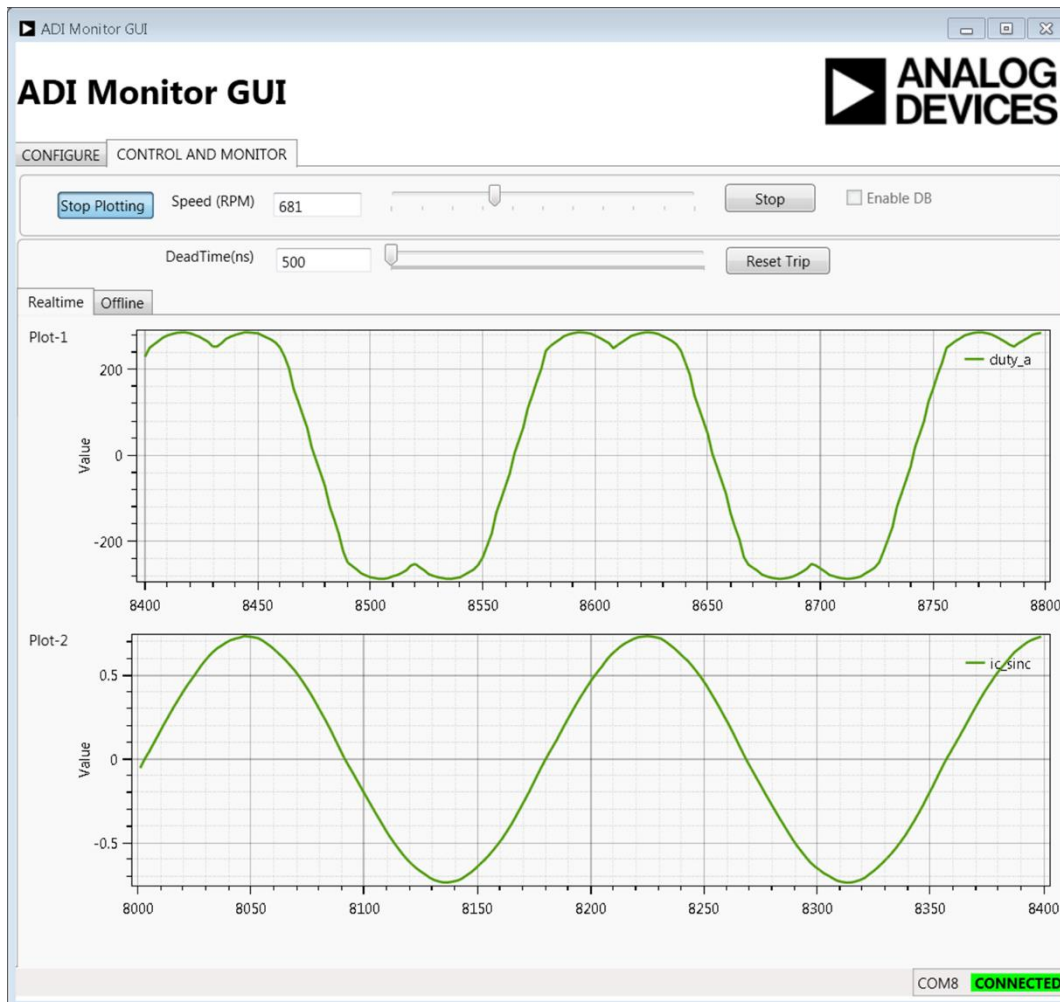 ADI Monitor GUI
ADI Monitor GUI
ANALOG
DEVICES
CONFIGURE CONTROL AND MONITOR
Stop Plotting Speed (RPM) 681 Stop Enable DB
DeadTime(ns) 500 Reset Trip
Realtime Offline
Plot-1
duty_a
200
Value
0
-200
8400 8450 8500 8550 8600 8650 8700 8750 8800
Plot-2
ic_sinc
0.5
Value
0
-0.5
8000 8050 8100 8150 8200 8250 8300 8350 8400
COM8 CONNECTED